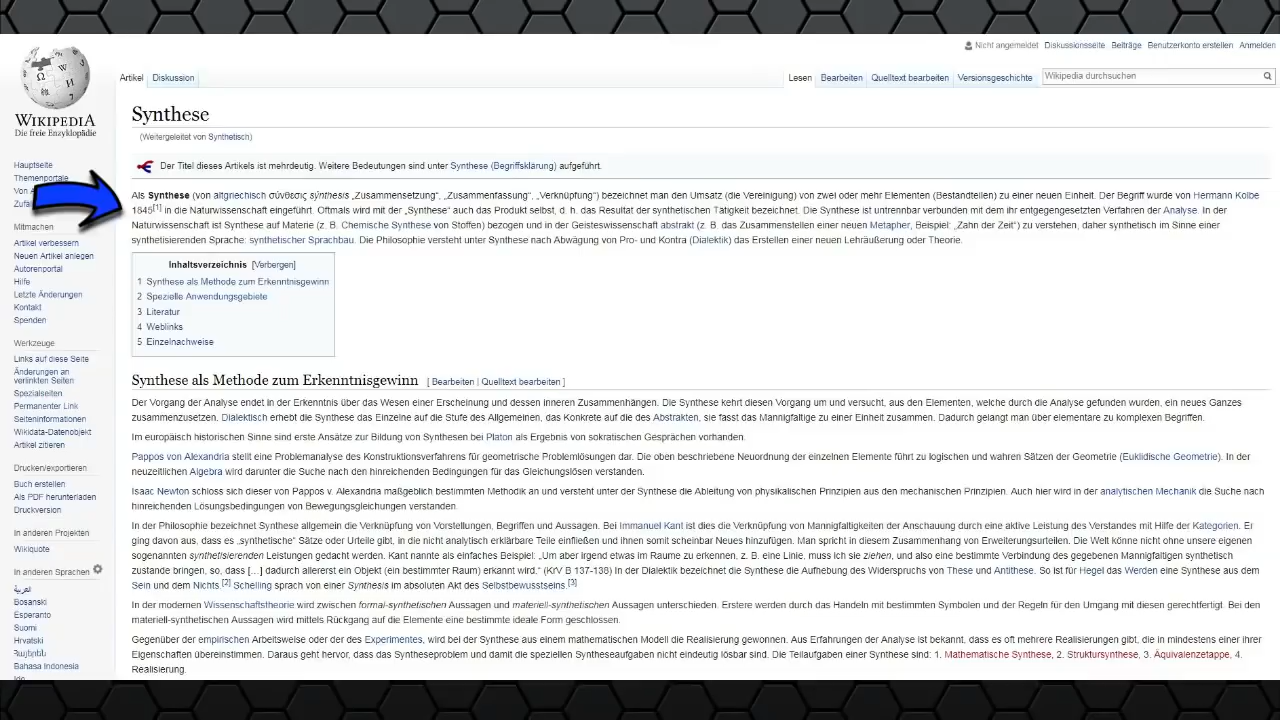 Nicht angemeldet Diskussionsseite Beiträge Benutzerkonto erstellen Anmelden
Artikel Diskussion Lesen Bearbeiten Quelltext bearbeiten Versionsgeschichte Wikipedia durchsuchen
WIKIPEDIA
Die freie Enzyklopädie
Hauptseite
Themenportale
Von
Zufä
Mitmachen
Artikel verbessern
Neuen Artikel anlegen
Autorenportal
Hilfe
Letzte Änderungen
Kontakt
Spenden
Werkzeuge
Links auf diese Seite
Änderungen an
verlinkten Seiten
Spezialseiten
Permanenter Link
Seiteninformationen
Wikidata-Datenobjekt
Artikel zitieren
Drucken/exportieren
Buch erstellen
Als PDF herunterladen
Druckversion
In anderen Projekten
Wikiquote
In anderen Sprachen
العربية
Bosanski
Esperanto
Suomi
Hrvatski
Հայերեն
Bahasa Indonesia
Ido
Synthese
(Weitergeleitet von Synthetisch)
Der Titel dieses Artikels ist mehrdeutig. Weitere Bedeutungen sind unter Synthese (Begriffsklärung) aufgeführt.
Als Synthese (von altgriechisch σύνθεσις sýnthesis „Zusammensetzung“, „Zusammenfassung“, „Verknüpfung“) bezeichnet man den Umsatz (die Vereinigung) von zwei oder mehr Elementen (Bestandteilen) zu einer neuen Einheit. Der Begriff wurde von Hermann Kolbe
1845[1] in die Naturwissenschaft eingeführt. Oftmals wird mit der „Synthese“ auch das Produkt selbst, d. h. das Resultat der synthetischen Tätigkeit bezeichnet. Die Synthese ist untrennbar verbunden mit dem ihr entgegengesetzten Verfahren der Analyse. In der
Naturwissenschaft ist Synthese auf Materie (z. B. Chemische Synthese von Stoffen) bezogen und in der Geisteswissenschaft abstrakt (z. B. das Zusammenstellen einer neuen Metapher, Beispiel: „Zahn der Zeit“) zu verstehen, daher synthetisch im Sinne einer
synthetisierenden Sprache: synthetischer Sprachbau. Die Philosophie versteht unter Synthese nach Abwägung von Pro- und Kontra (Dialektik) das Erstellen einer neuen Lehräußerung oder Theorie.
Inhaltsverzeichnis [Verbergen]
1 Synthese als Methode zum Erkenntnisgewinn
2 Spezielle Anwendungsgebiete
3 Literatur
4 Weblinks
5 Einzelnachweise
Synthese als Methode zum Erkenntnisgewinn [ Bearbeiten | Quelltext bearbeiten ]
Der Vorgang der Analyse endet in der Erkenntnis über das Wesen einer Erscheinung und dessen inneren Zusammenhängen. Die Synthese kehrt diesen Vorgang um und versucht, aus den Elementen, welche durch die Analyse gefunden wurden, ein neues Ganzes
zusammenzusetzen. Dialektisch erhebt die Synthese das Einzelne auf die Stufe des Allgemeinen, das Konkrete auf die des Abstrakten, sie fasst das Mannigfaltige zu einer Einheit zusammen. Dadurch gelangt man über elementare zu komplexen Begriffen.
Im europäisch historischen Sinne sind erste Ansätze zur Bildung von Synthesen bei Platon als Ergebnis von sokratischen Gesprächen vorhanden.
Pappos von Alexandria stellt eine Problemanalyse des Konstruktionsverfahrens für geometrische Problemlösungen dar. Die oben beschriebene Neuordnung der einzelnen Elemente führt zu logischen und wahren Sätzen der Geometrie (Euklidische Geometrie). In der
neuzeitlichen Algebra wird darunter die Suche nach den hinreichenden Bedingungen für das Gleichungslösen verstanden.
Isaac Newton schloss sich dieser von Pappos v. Alexandria maßgeblich bestimmten Methodik an und versteht unter der Synthese die Ableitung von physikalischen Prinzipien aus den mechanischen Prinzipien. Auch hier wird in der analytischen Mechanik die Suche nach
hinreichenden Lösungsbedingungen von Bewegungsgleichungen verstanden.
In der Philosophie bezeichnet Synthese allgemein die Verknüpfung von Vorstellungen, Begriffen und Aussagen. Bei Immanuel Kant ist dies die Verknüpfung von Mannigfaltigkeiten der Anschauung durch eine aktive Leistung des Verstandes mit Hilfe der Kategorien. Er
ging davon aus, dass es „synthetische“ Sätze oder Urteile gibt, in die nicht analytisch erklärbare Teile einfließen und ihnen somit scheinbar Neues hinzufügen. Man spricht in diesem Zusammenhang von Erweiterungsurteilen. Die Welt könne nicht ohne unsere eigenen
sogenannten synthetisierenden Leistungen gedacht werden. Kant nannte als einfaches Beispiel: „Um aber irgend etwas im Raume zu erkennen, z. B. eine Linie, muss ich sie ziehen, und also eine bestimmte Verbindung des gegebenen Mannigfaltigen synthetisch
zustande bringen, so, dass […] dadurch allererst ein Objekt (ein bestimmter Raum) erkannt wird.“ (KrV B 137-138) In der Dialektik bezeichnet die Synthese die Aufhebung des Widerspruchs von These und Antithese. So ist für Hegel das Werden eine Synthese aus dem
Sein und dem Nichts.[2] Schelling sprach von einer Synthesis im absoluten Akt des Selbstbewusstseins.[3]
In der modernen Wissenschaftstheorie wird zwischen formal-synthetischen Aussagen und materiell-synthetischen Aussagen unterschieden. Erstere werden durch das Handeln mit bestimmten Symbolen und der Regeln für den Umgang mit diesen gerechtfertigt. Bei den
materiell-synthetischen Aussagen wird mittels Rückgang auf die Elemente eine bestimmte ideale Form geschlossen.
Gegenüber der empirischen Arbeitsweise oder der des Experimentes, wird bei der Synthese aus einem mathematischen Modell die Realisierung gewonnen. Aus Erfahrungen der Analyse ist bekannt, dass es oft mehrere Realisierungen gibt, die in mindestens einer ihrer
Eigenschaften übereinstimmen. Daraus geht hervor, dass das Syntheseproblem und damit die speziellen Syntheseaufgaben nicht eindeutig lösbar sind. Die Teilaufgaben einer Synthese sind: 1. Mathematische Synthese, 2. Struktursynthese, 3. Äquivalenzetappe, 4.
Realisierung.